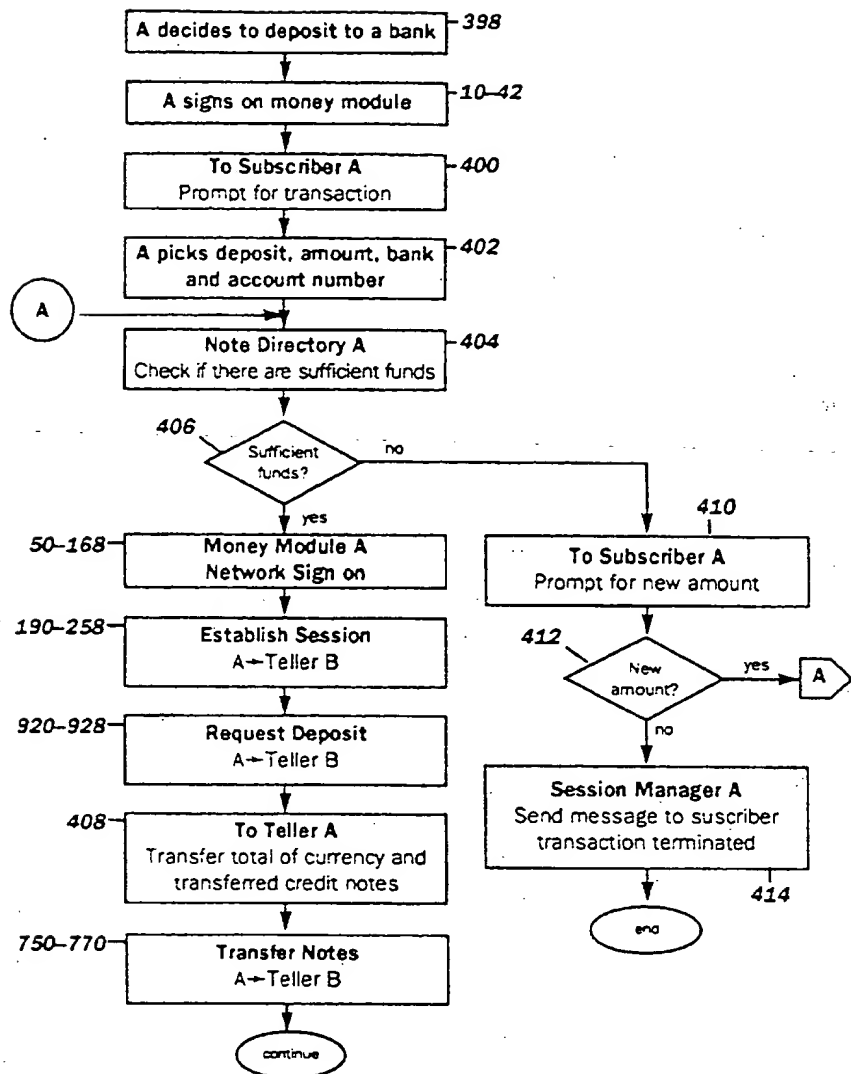 A decides to deposit to a bank
398
A signs on money module
10–42
To Subscriber A
Prompt for transaction
400
A picks deposit, amount, bank
and account number
402
A
Note Directory A
Check if there are sufficient funds
404
406
Sufficient
funds?
no
yes
50–168
Money Module A
Network Sign on
190–258
Establish Session
A→Teller B
920–928
Request Deposit
A→Teller B
408
To Teller A
Transfer total of currency and
transferred credit notes
750–770
Transfer Notes
A→Teller B
continue
410
To Subscriber A
Prompt for new amount
412
New
amount?
yes
A
no
Session Manager A
Send message to suscriber
transaction terminated
414
end